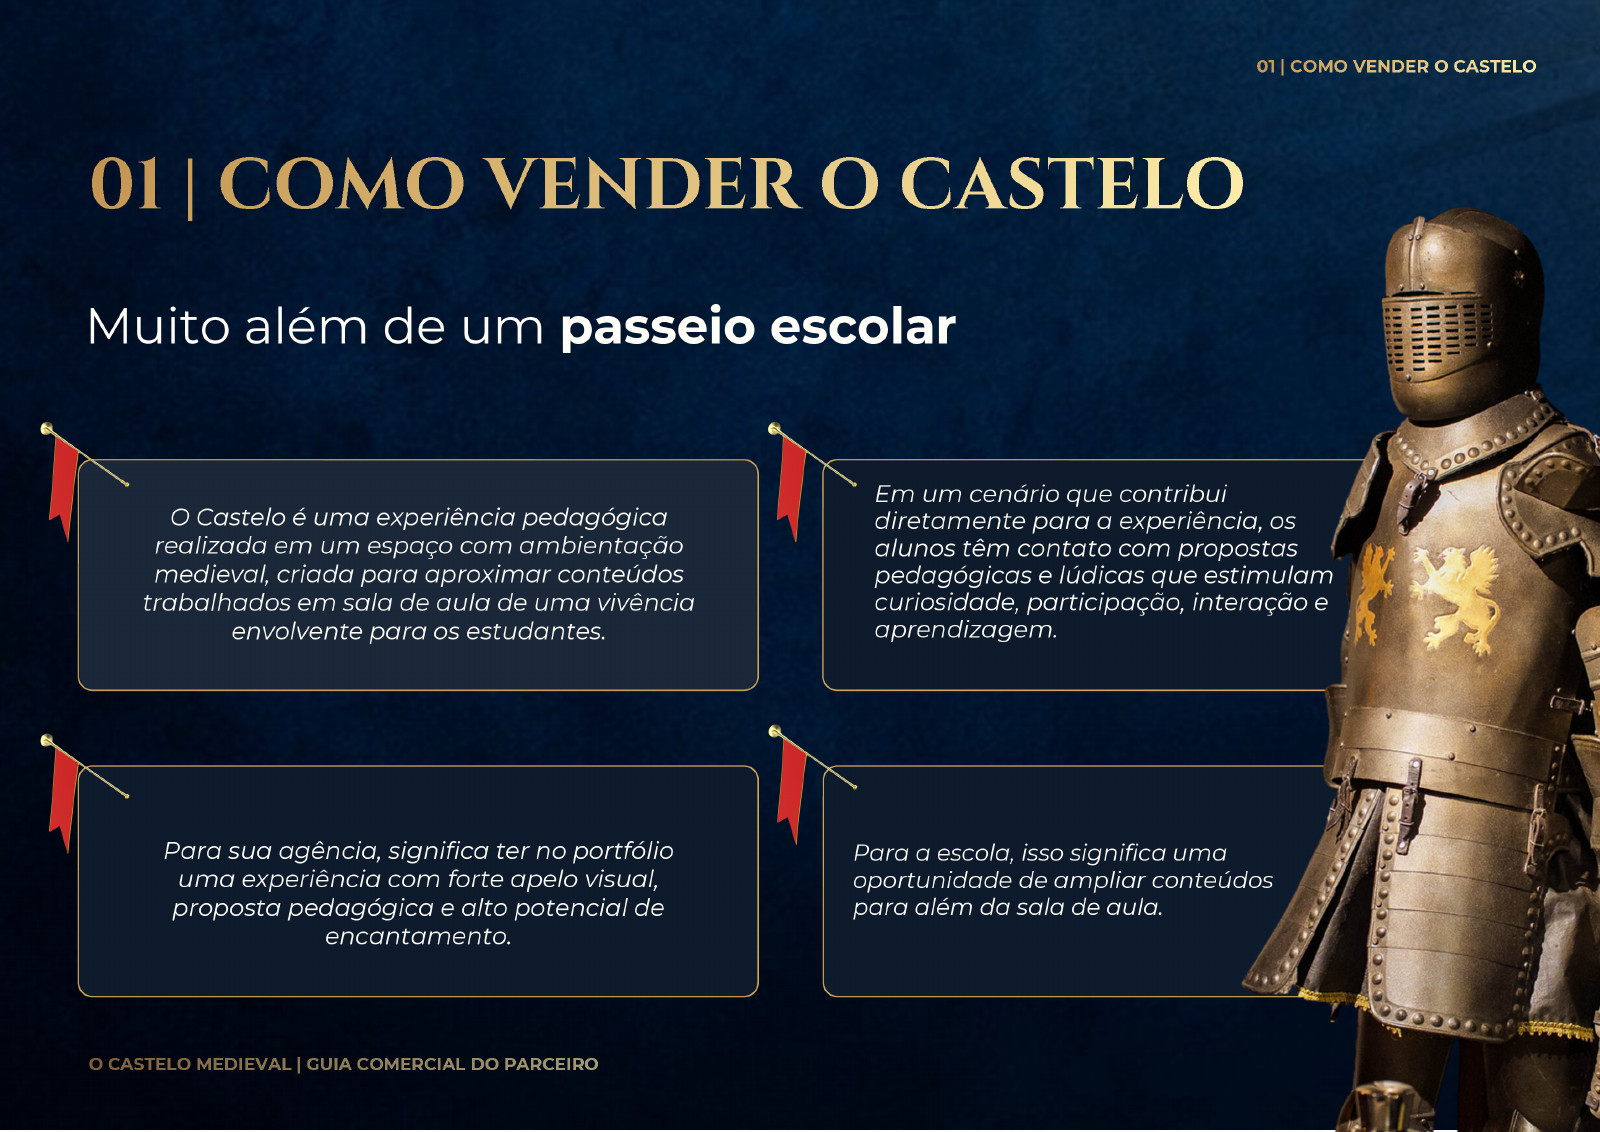 01 | COMO VENDER O CASTELO
01 | COMO VENDER O CASTELO
Muito além de um passeio escolar
O Castelo é uma experiência pedagógica
realizada em um espaço com ambientação
medieval, criada para aproximar conteúdos
trabalhados em sala de aula de uma vivência
envolvente para os estudantes.
Em um cenário que contribui
diretamente para a experiência, os
alunos têm contato com propostas
pedagógicas e lúdicas que estimulam
curiosidade, participação, interação e
aprendizagem.
Para sua agência, significa ter no portfólio
uma experiência com forte apelo visual,
proposta pedagógica e alto potencial de
encantamento.
Para a escola, isso significa uma
oportunidade de ampliar conteúdos
para além da sala de aula.
O CASTELO MEDIEVAL | GUIA COMERCIAL DO PARCEIRO